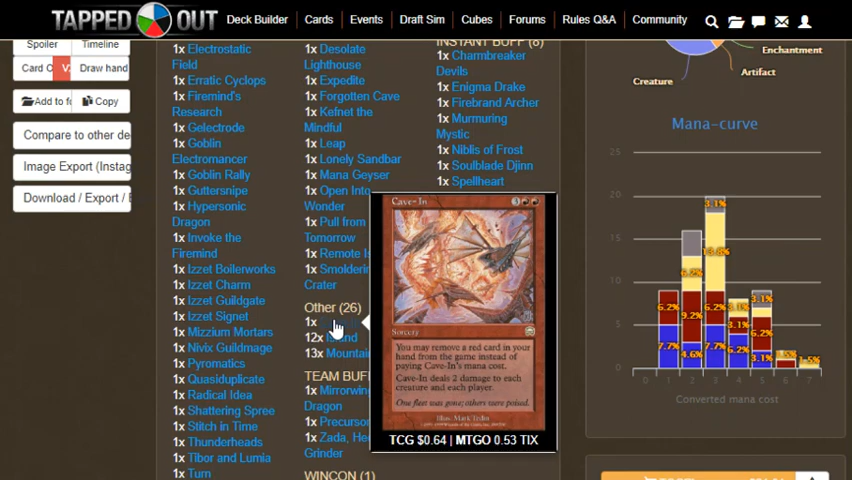 TAPPED OUT
Deck Builder Cards Events Draft Sim Cubes Forums Rules Q&A Community
Spoiler Timeline
Card O Draw hand
Add to fo Copy
Compare to other de
Image Export (Instag
Download / Export / E
1x Electrostatic
Field
1x Erratic Cyclops
1x Firemind's
Research
1x Gelectrode
1x Goblin
Electromancer
1x Goblin Rally
1x Guttersnipe
1x Hypersonic
Dragon
1x Invoke the
Firemind
1x Izzet Boilerworks
1x Izzet Charm
1x Izzet Guildgate
1x Izzet Signet
1x Mizzium Mortars
1x Nivix Guildmage
1x Pyromatics
1x Quasiduplicate
1x Radical Idea
1x Shattering Spree
1x Stitch in Time
1x Thunderheads
1x Tibor and Lumia
1x Turn
1x Desolate
Lighthouse
1x Expedite
1x Forgotten Cave
1x Kefnet the
Mindful
1x Leap
1x Lonely Sandbar
1x Mana Geyser
1x Open Into
Wonder
1x Pull from
Tomorrow
1x Remote Is
1x Smolderin
Crater
Other (26)
1x
12x Island
13x Mountai
TEAM BUFF
1x Mirrorwing
Dragon
1x Precursor
1x Zada, He
Grinder
WINCON (1)
INSTANT BUFF (8)
1x Charmbreaker
Devils
1x Enigma Drake
1x Firebrand Archer
1x Murmuring
Mystic
1x Niblis of Frost
1x Soulblade Djinn
1x Spellheart
Cave-In 3
Sorcery
You may remove a red card in your
hand from the game instead of
paying Cave-In's mana cost.
Cave-In deals 2 damage to each
creature and each player.
One fleet was gone; others were poised.
Illus. Mark Tedin
TCG $0.64 | MTGO 0.53 TIX
Enchantment
Artifact
Creature
Mana-curve
25
20
15
10
5
0
3.1%
6.2% 6.2% 13.8% 3.1% 3.1%
9.2% 6.2% 3.1% 6.2%
7.7% 4.6% 7.7% 6.2% 3.1% 1.5%
0 1 2 3 4 5 6 7
Converted mana cost